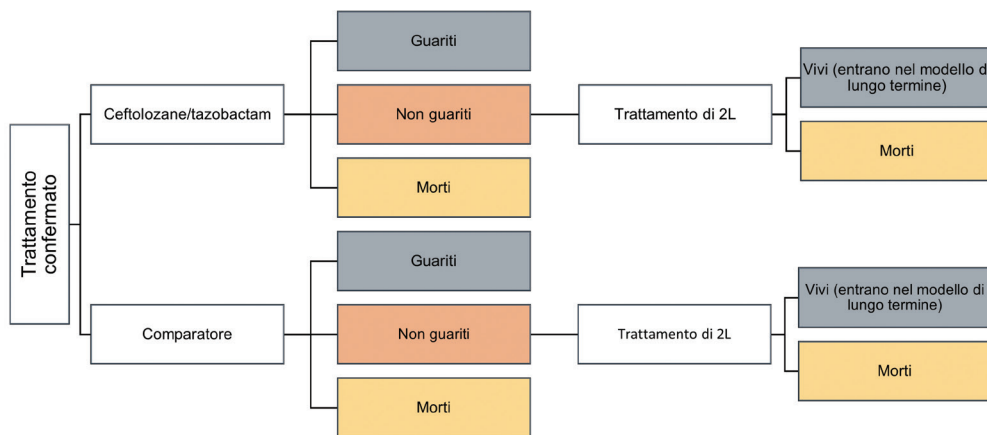 Trattamento
confermato
Ceftolozane/tazobactam
Guariti
Non guariti
Morti
Trattamento di 2L
Vivi (entrano nel modello d
lungo termine)
Morti
Comparatore
Guariti
Non guariti
Morti
Trattamento di 2L
Vivi (entrano nel modello di
lungo termine)
Morti